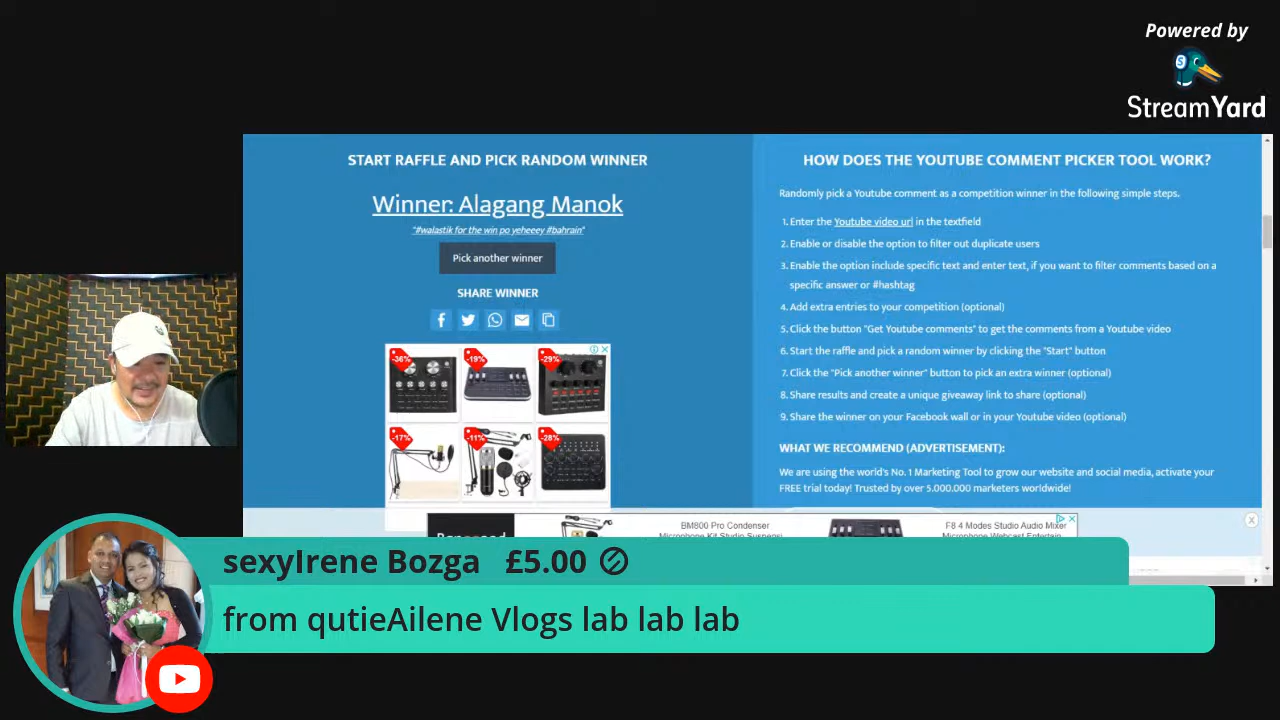 Powered by
StreamYard
START RAFFLE AND PICK RANDOM WINNER
Winner: Alagang Manok
"#walastik for the win po yeheeey #bahrain"
Pick another winner
SHARE WINNER
-36%
-19%
-29%
-17%
-11%
-28%
HOW DOES THE YOUTUBE COMMENT PICKER TOOL WORK?
Randomly pick a Youtube comment as a competition winner in the following simple steps.
1. Enter the Youtube video url in the textfield
2. Enable or disable the option to filter out duplicate users
3. Enable the option include specific text and enter text, if you want to filter comments based on a
specific answer or #hashtag
4. Add extra entries to your competition (optional)
5. Click the button "Get Youtube comments" to get the comments from a Youtube video
6. Start the raffle and pick a random winner by clicking the "Start" button
7. Click the "Pick another winner" button to pick an extra winner (optional)
8. Share results and create a unique giveaway link to share (optional)
9. Share the winner on your Facebook wall or in your Youtube video (optional)
WHAT WE RECOMMEND (ADVERTISEMENT):
We are using the world's No. 1 Marketing Tool to grow our website and social media, activate your
FREE trial today! Trusted by over 5.000.000 marketers worldwide!
BM800 Pro Condenser
Microphone Kit Studio Suspensi
F8 4 Modes Studio Audio Mixer
Microphone Webcast Entertain
sexyIrene Bozga £5.00
from qutieAilene Vlogs lab lab lab